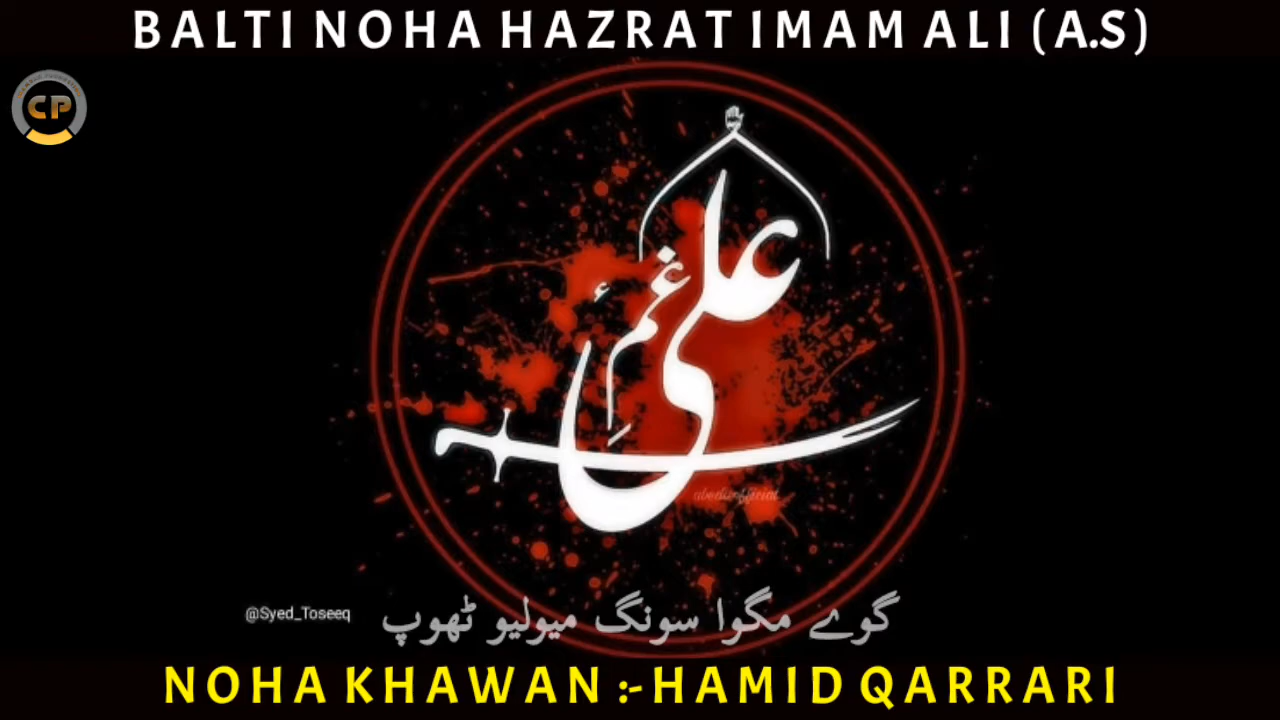 BALTI NOHA HAZRAT IMAM ALI (A.S)
CP
غمِ علی
گوے مگوا سونگ میولیو ٹھوپ
@Syed_Toseeq
NOHA KHAWAN :- HAMID QARRARI